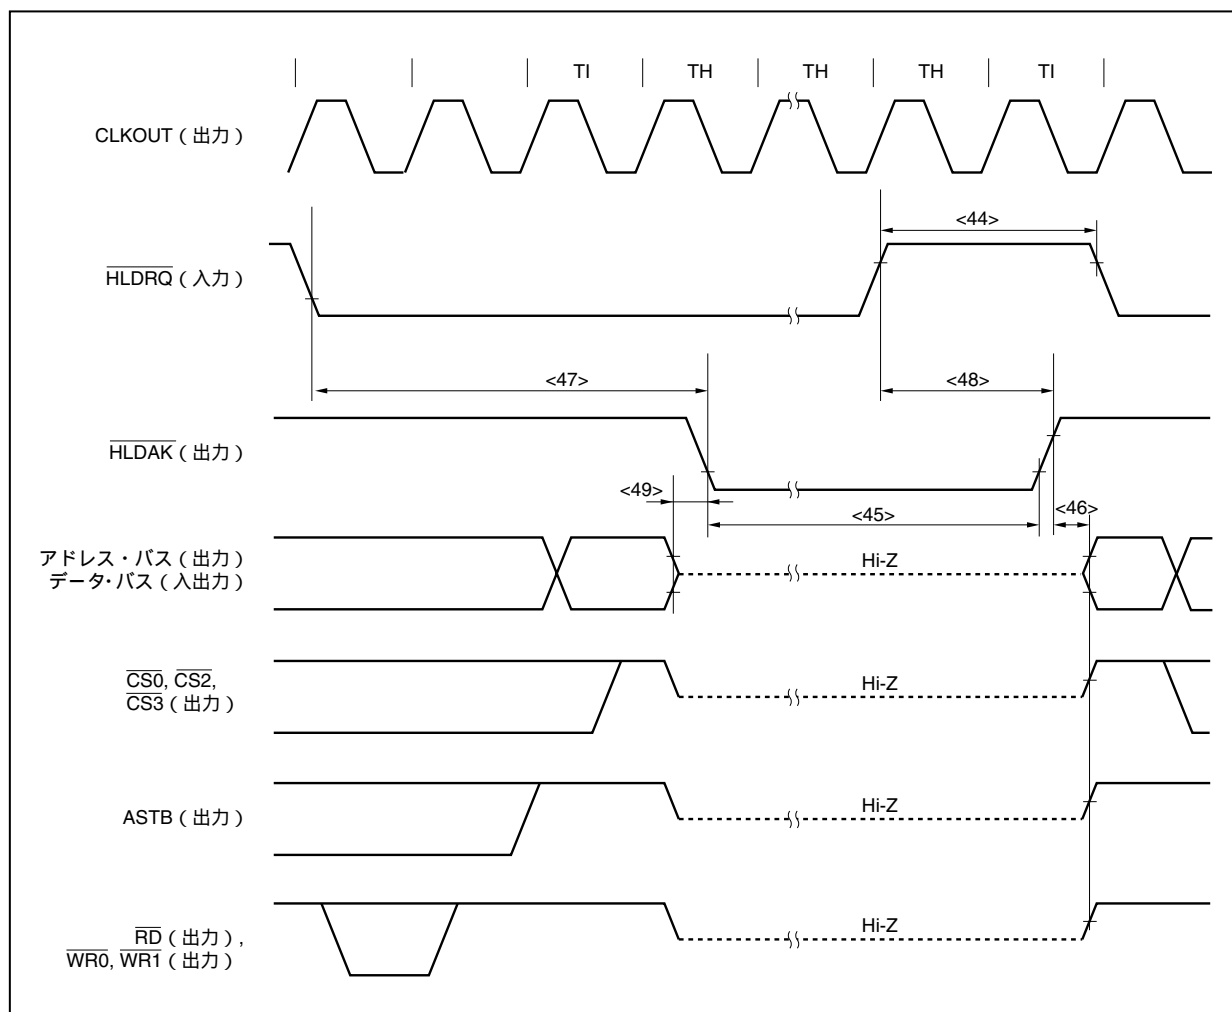 TI TH TH TH TI
CLKOUT（出力）
<44>
HLDRQ（入力）
<47> <48>
HLDAK（出力）
<49>
<45> <46>
アドレス・バス（出力） Hi-Z
データ・バス（入出力）
CS0, CS2, Hi-Z
CS3（出力）
ASTB（出力） Hi-Z
RD（出力）, Hi-Z
WR0, WR1（出力）